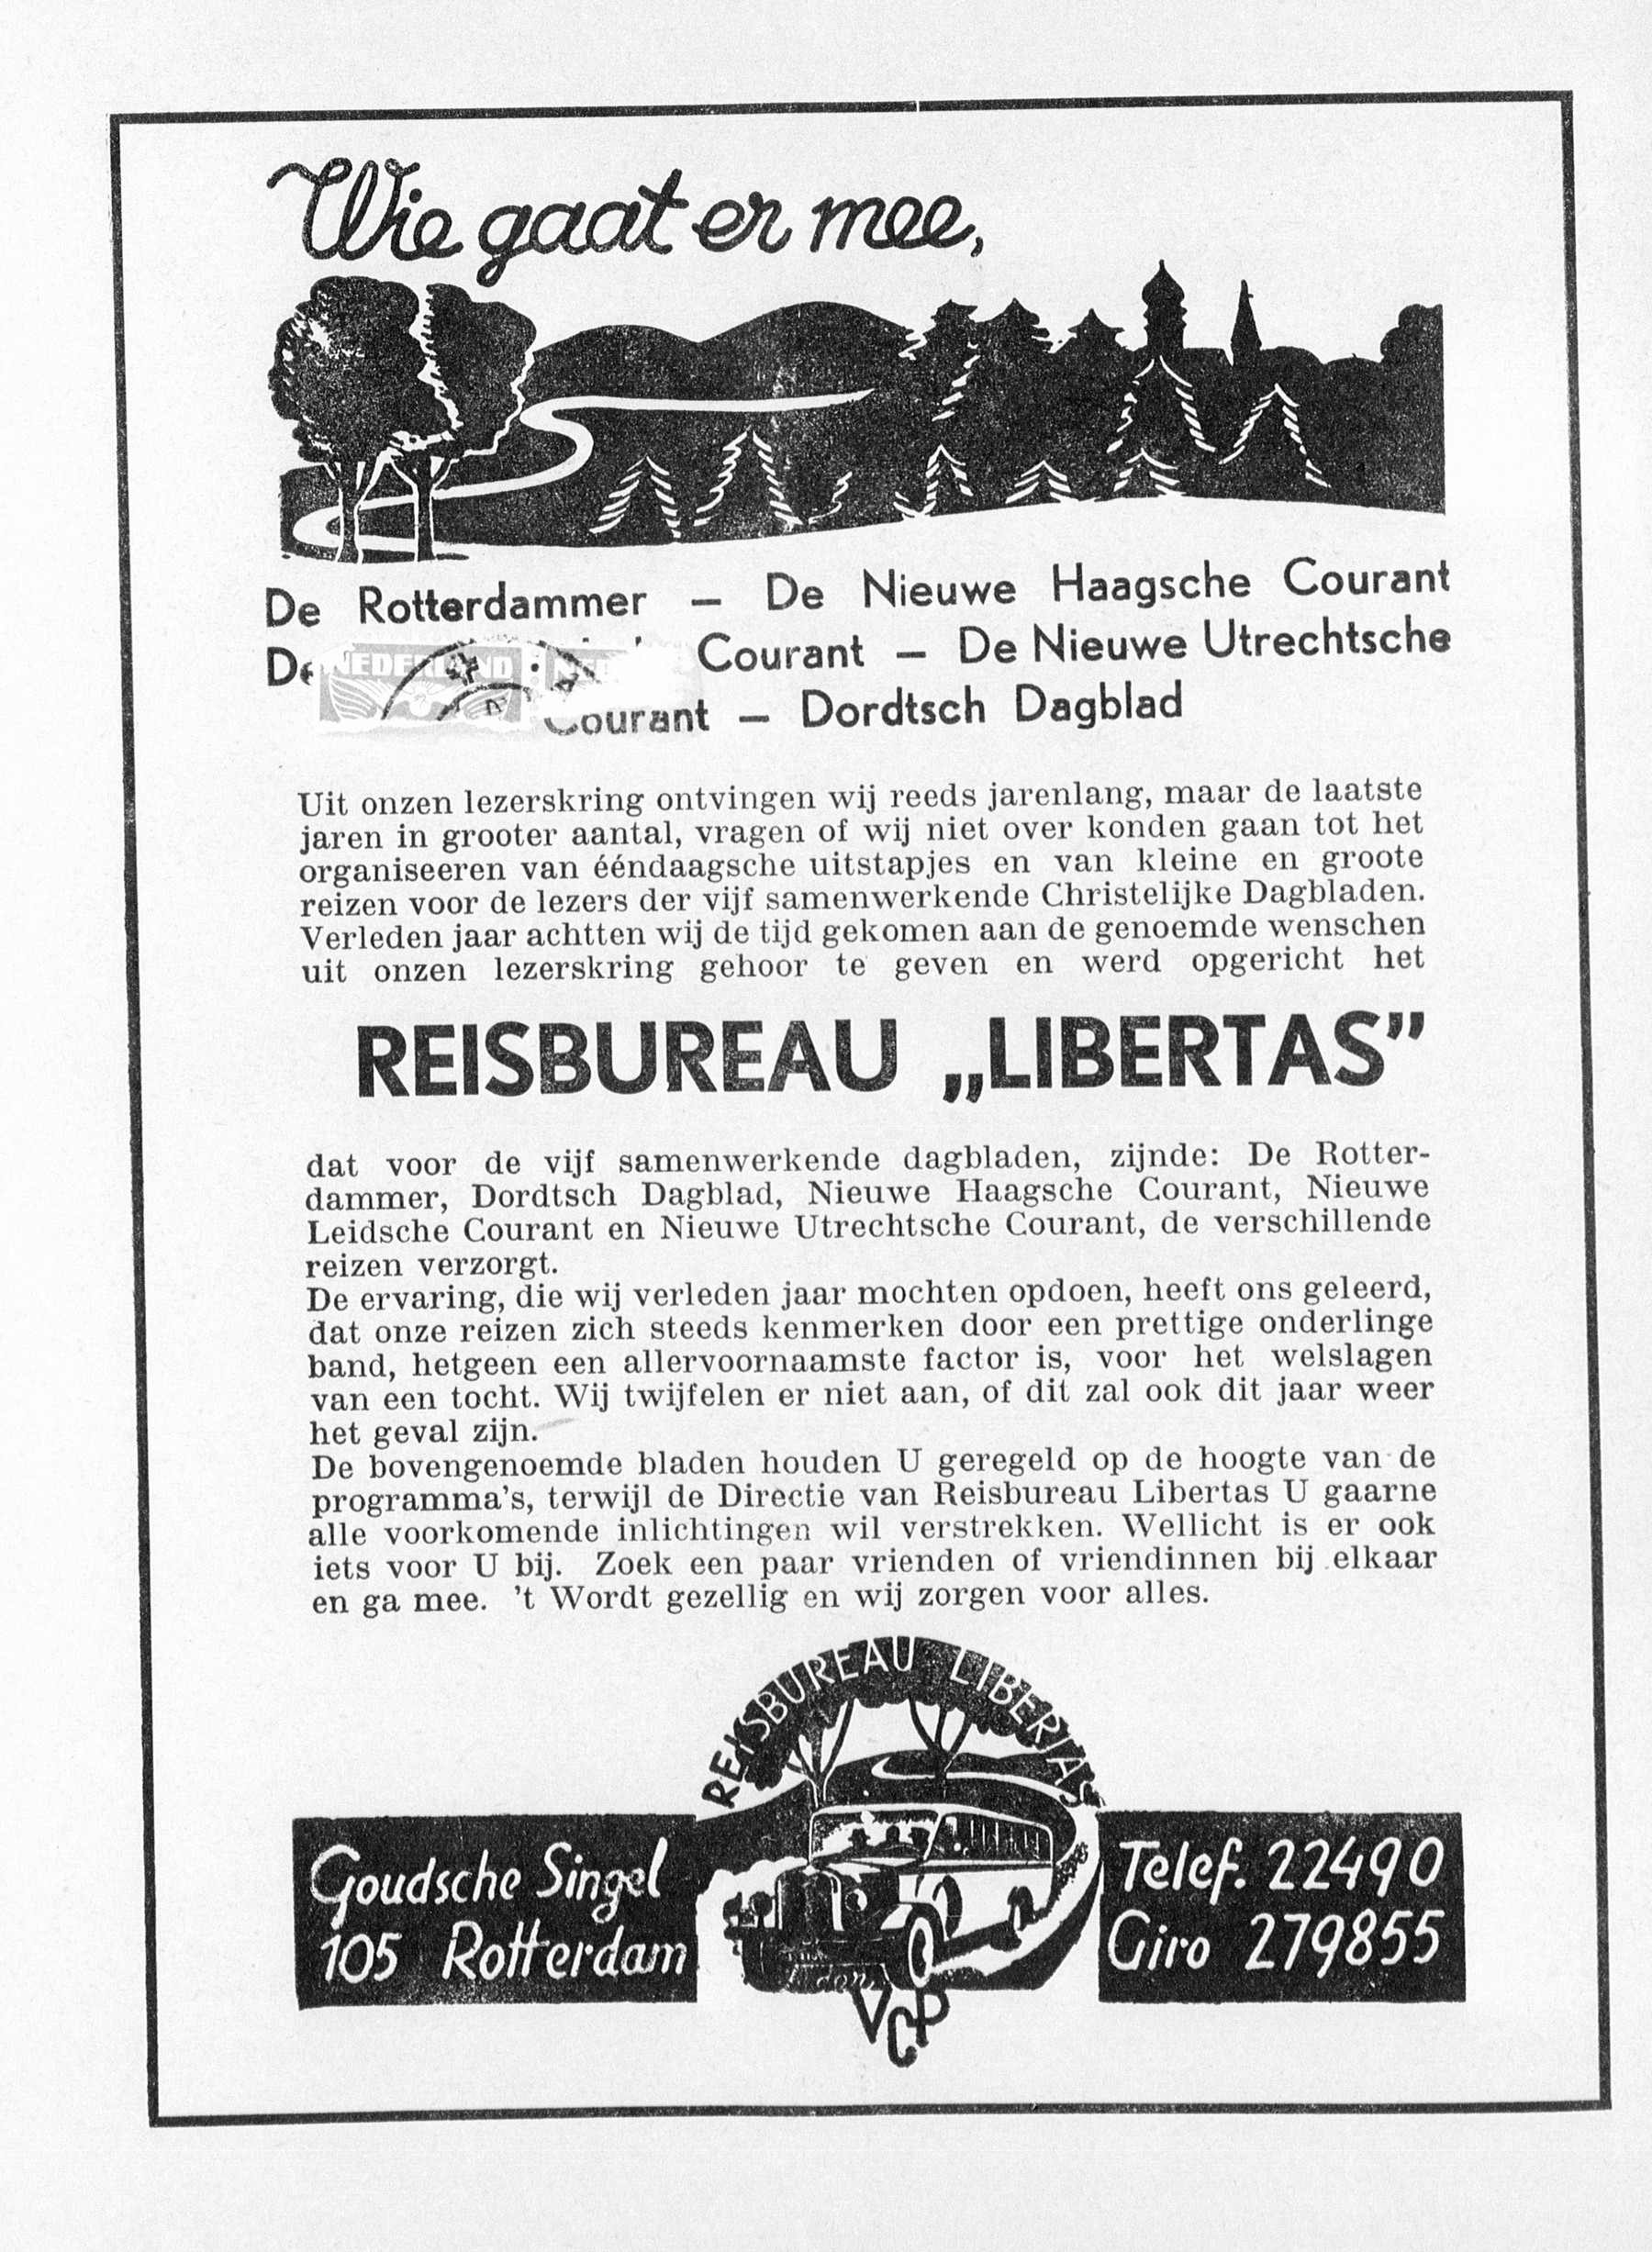 Wie gaat er mee,
De Rotterdammer — De Nieuwe Haagsche Courant
De Courant — De Nieuwe Utrechtsche
NEDERLAND
Courant — Dordtsch Dagblad
Uit onzen lezerskring ontvingen wij reeds jarenlang, maar de laatste
jaren in grooter aantal, vragen of wij niet over konden gaan tot het
organiseeren van ééndaagsche uitstapjes en van kleine en groote
reizen voor de lezers der vijf samenwerkende Christelijke Dagbladen.
Verleden jaar achtten wij de tijd gekomen aan de genoemde wenschen
uit onzen lezerskring gehoor te geven en werd opgericht het
REISBUREAU „LIBERTAS”
dat voor de vijf samenwerkende dagbladen, zijnde: De Rotter-
dammer, Dordtsch Dagblad, Nieuwe Haagsche Courant, Nieuwe
Leidsche Courant en Nieuwe Utrechtsche Courant, de verschillende
reizen verzorgt.
De ervaring, die wij verleden jaar mochten opdoen, heeft ons geleerd,
dat onze reizen zich steeds kenmerken door een prettige onderlinge
band, hetgeen een allervoornaamste factor is, voor het welslagen
van een tocht. Wij twijfelen er niet aan, of dit zal ook dit jaar weer
het geval zijn.
De bovengenoemde bladen houden U geregeld op de hoogte van de
programma's, terwijl de Directie van Reisbureau Libertas U gaarne
alle voorkomende inlichtingen wil verstrekken. Wellicht is er ook
iets voor U bij. Zoek een paar vrienden of vriendinnen bij elkaar
en ga mee. 't Wordt gezellig en wij zorgen voor alles.
REISBUREAU LIBERTAS
Goudsche Singel
105 Rotterdam
Telef. 22490
Giro 279855
VCP